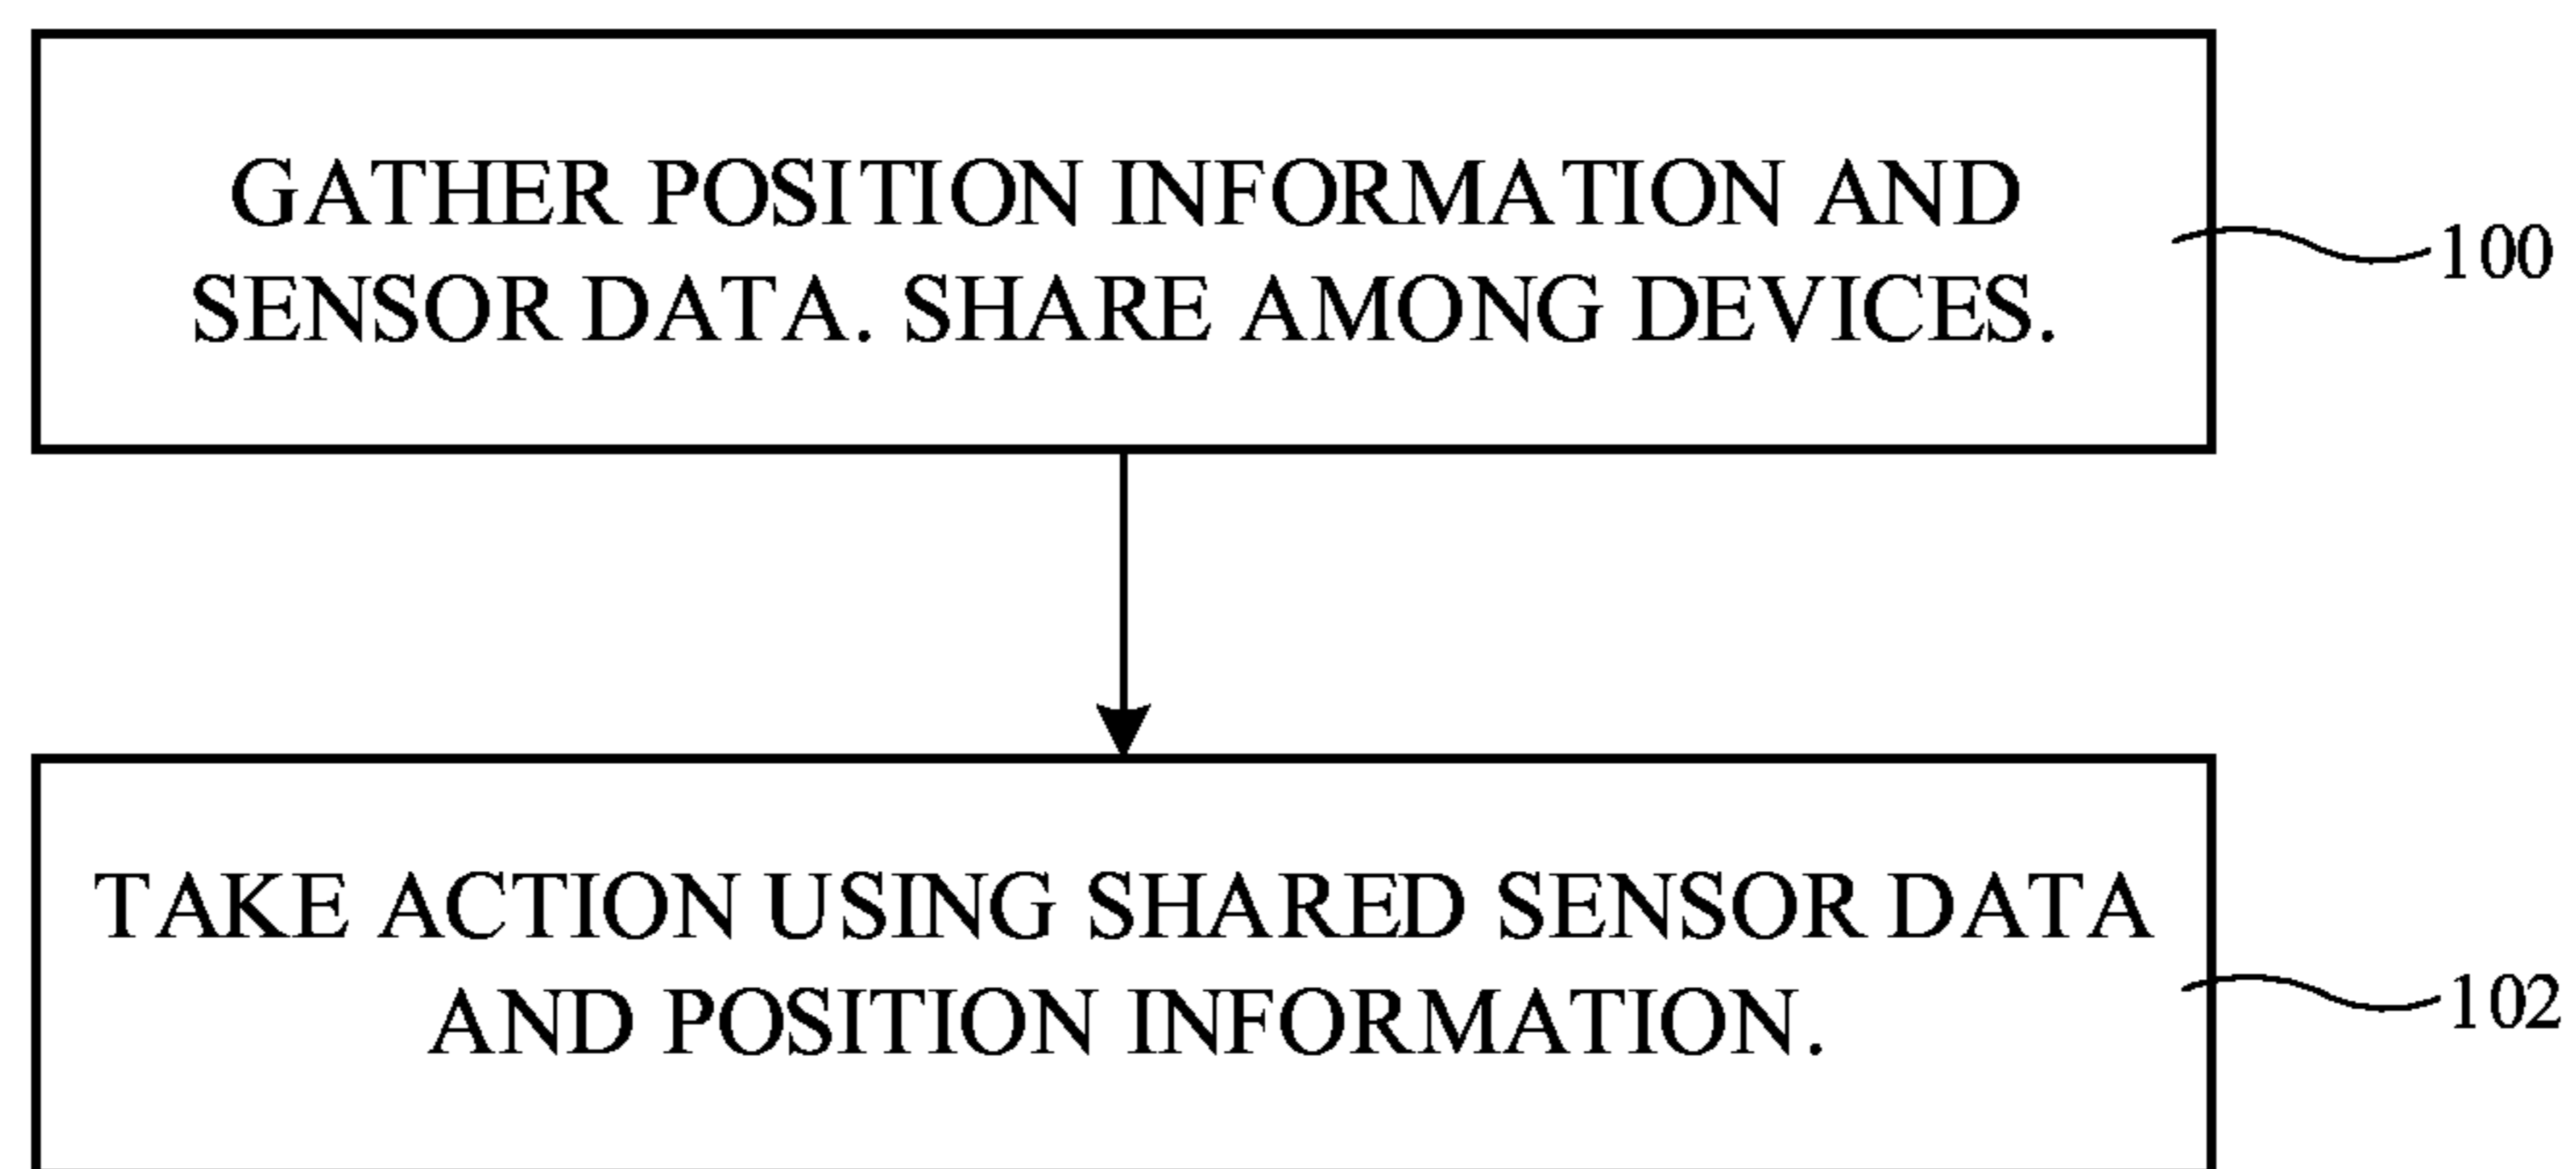 GATHER POSITION INFORMATION AND
SENSOR DATA. SHARE AMONG DEVICES.
100
TAKE ACTION USING SHARED SENSOR DATA
AND POSITION INFORMATION.
102